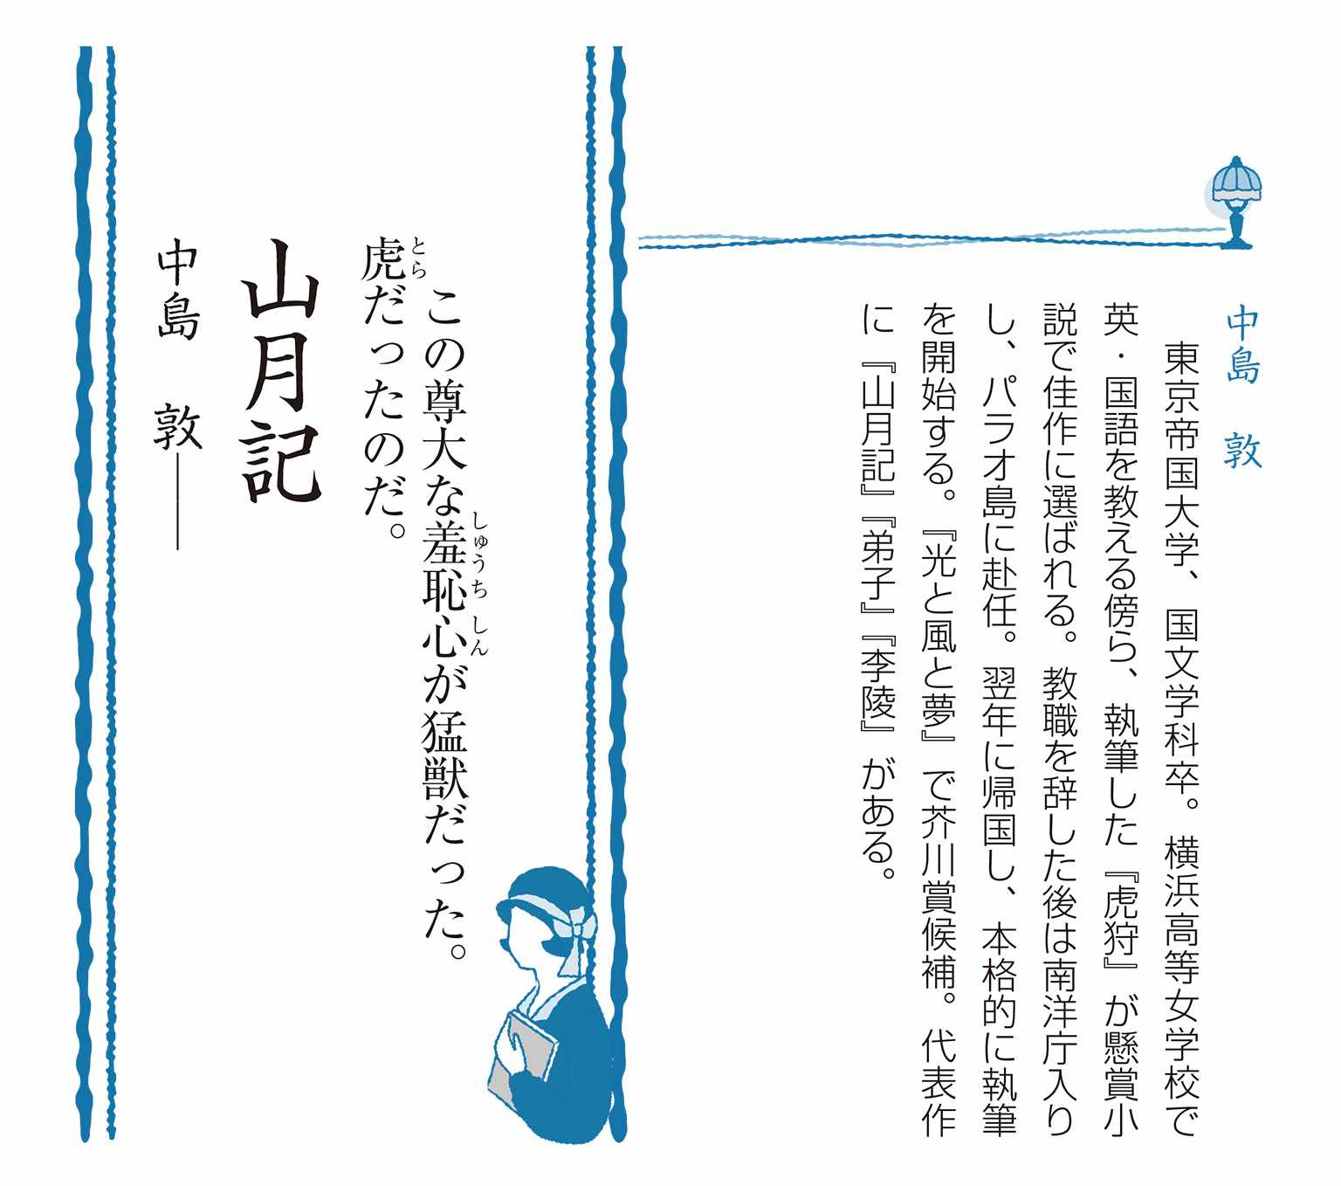 中島　敦
東京帝国大学、国文学科卒。横浜高等女学校で
英・国語を教える傍ら、執筆した『虎狩』が懸賞小
説で佳作に選ばれる。教職を辞した後は南洋庁入り
し、パラオ島に赴任。翌年に帰国し、本格的に執筆
を開始する。『光と風と夢』で芥川賞候補。代表作
に『山月記』『弟子』『李陵』がある。
この尊大な羞恥心が猛獣だった。
しゅうちしん
虎だったのだ。
とら
山月記
中島　敦――